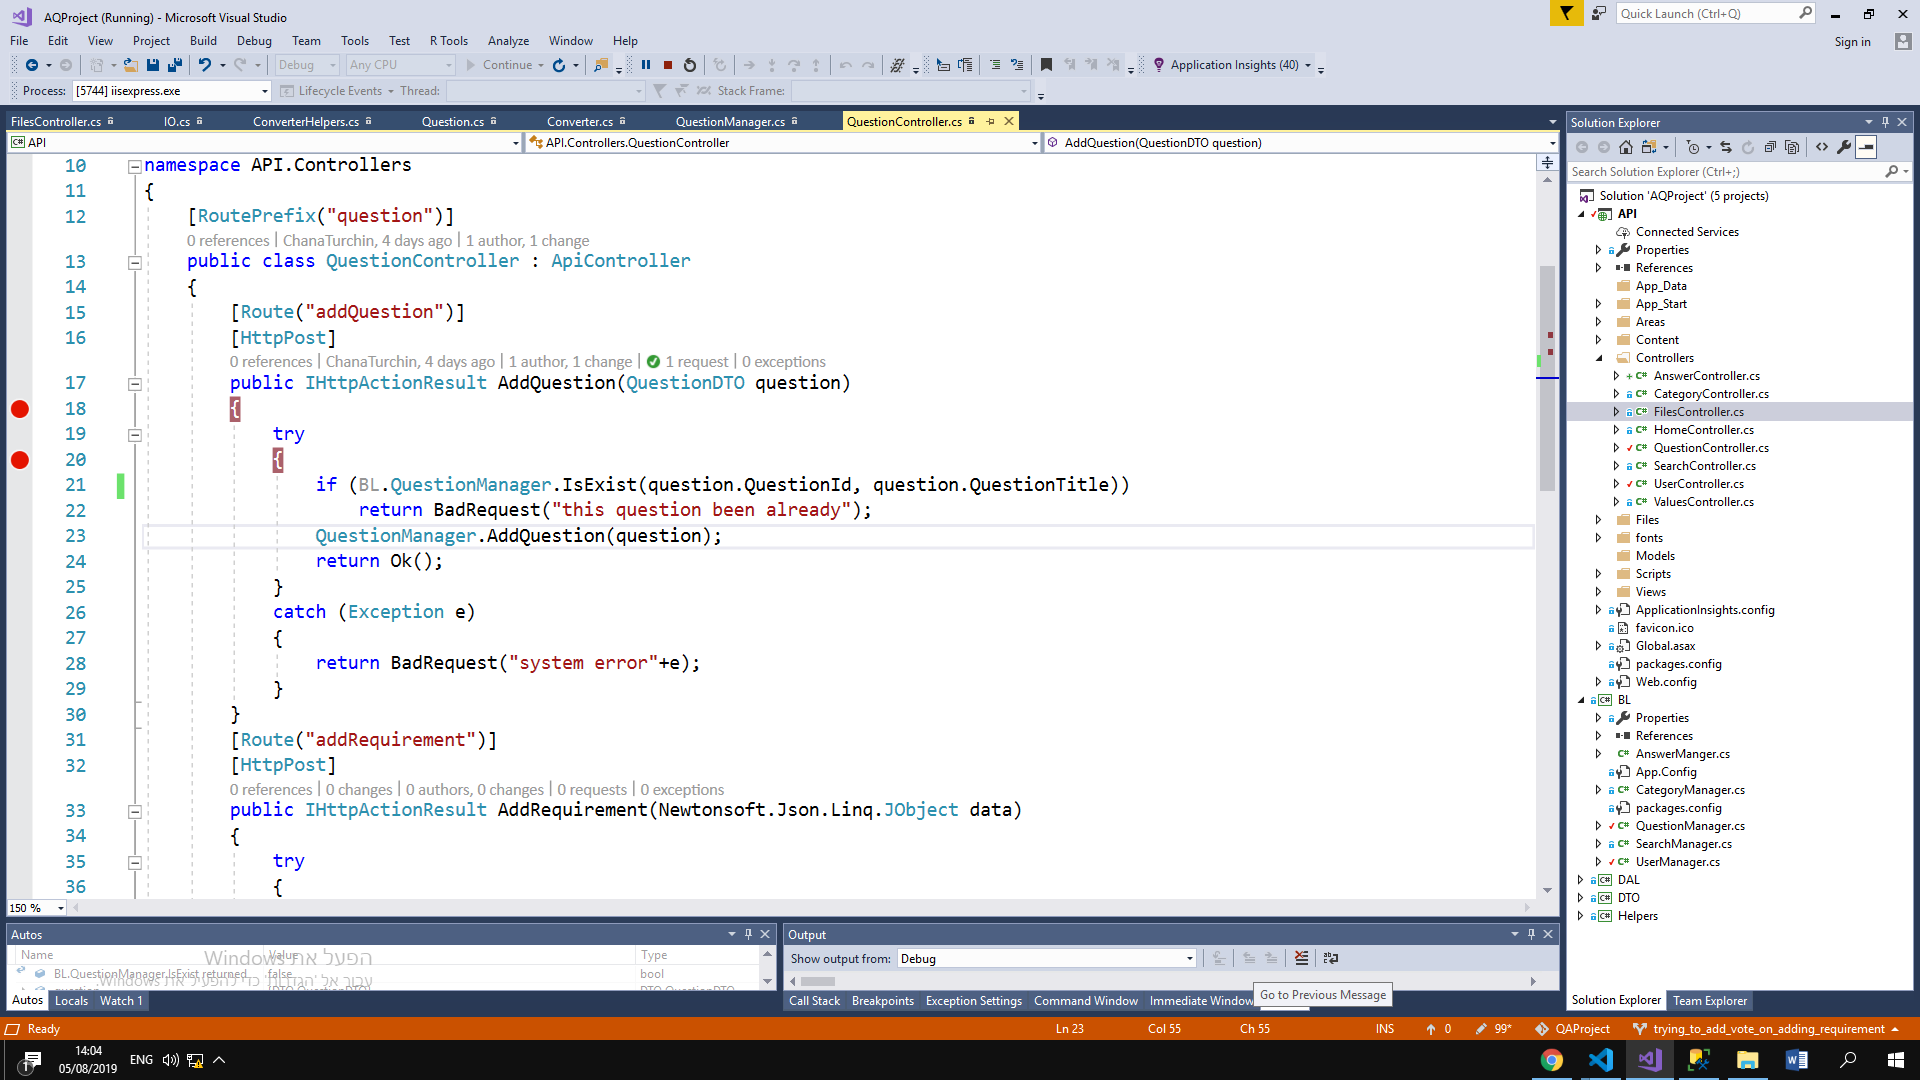 AQProject (Running) - Microsoft Visual Studio
Quick Launch (Ctrl+Q)
File Edit View Project Build Debug Team Tools Test R Tools Analyze Window Help
Sign in
Debug Any CPU Continue Application Insights (40)
Process: [5744] iisexpress.exe Lifecycle Events Thread: Stack Frame:
FilesController.cs IO.cs ConverterHelpers.cs Question.cs Converter.cs QuestionManager.cs QuestionController.cs
API API.Controllers.QuestionController AddQuestion(QuestionDTO question)
10 namespace API.Controllers
11 {
12 [RoutePrefix("question")]
0 references | ChanaTurchin, 4 days ago | 1 author, 1 change
13 public class QuestionController : ApiController
14 {
15 [Route("addQuestion")]
16 [HttpPost]
0 references | ChanaTurchin, 4 days ago | 1 author, 1 change | 1 request | 0 exceptions
17 public IHttpActionResult AddQuestion(QuestionDTO question)
18 {
19 try
20 {
21 if (BL.QuestionManager.IsExist(question.QuestionId, question.QuestionTitle))
22 return BadRequest("this question been already");
23 QuestionManager.AddQuestion(question);
24 return Ok();
25 }
26 catch (Exception e)
27 {
28 return BadRequest("system error"+e);
29 }
30 }
31 [Route("addRequirement")]
32 [HttpPost]
0 references | 0 changes | 0 authors, 0 changes | 0 requests | 0 exceptions
33 public IHttpActionResult AddRequirement(Newtonsoft.Json.Linq.JObject data)
34 {
35 try
36 {
150 %
Solution Explorer
Search Solution Explorer (Ctrl+;)
Solution 'AQProject' (5 projects)
API
Connected Services
Properties
References
App_Data
App_Start
Areas
Content
Controllers
C# AnswerController.cs
C# CategoryController.cs
C# FilesController.cs
C# HomeController.cs
C# QuestionController.cs
C# SearchController.cs
C# UserController.cs
C# ValuesController.cs
Files
fonts
Models
Scripts
Views
ApplicationInsights.config
favicon.ico
Global.asax
packages.config
Web.config
C# BL
Properties
References
C# AnswerManger.cs
App.Config
C# CategoryManager.cs
packages.config
C# QuestionManager.cs
C# SearchManager.cs
C# UserManager.cs
C# DAL
C# DTO
C# Helpers
Solution Explorer Team Explorer
Autos
Name Value Type
BL.QuestionManager.IsExist returned false bool
הפעל את Windows
עבור אל 'הגדרות' כדי להפעיל את Windows.
Autos Locals Watch 1
Output
Show output from: Debug
Call Stack Breakpoints Exception Settings Command Window Immediate Window
Go to Previous Message
Ready Ln 23 Col 55 Ch 55 INS 0 99* QAProject trying_to_add_vote_on_adding_requirement
1 14:04
05/08/2019
ENG